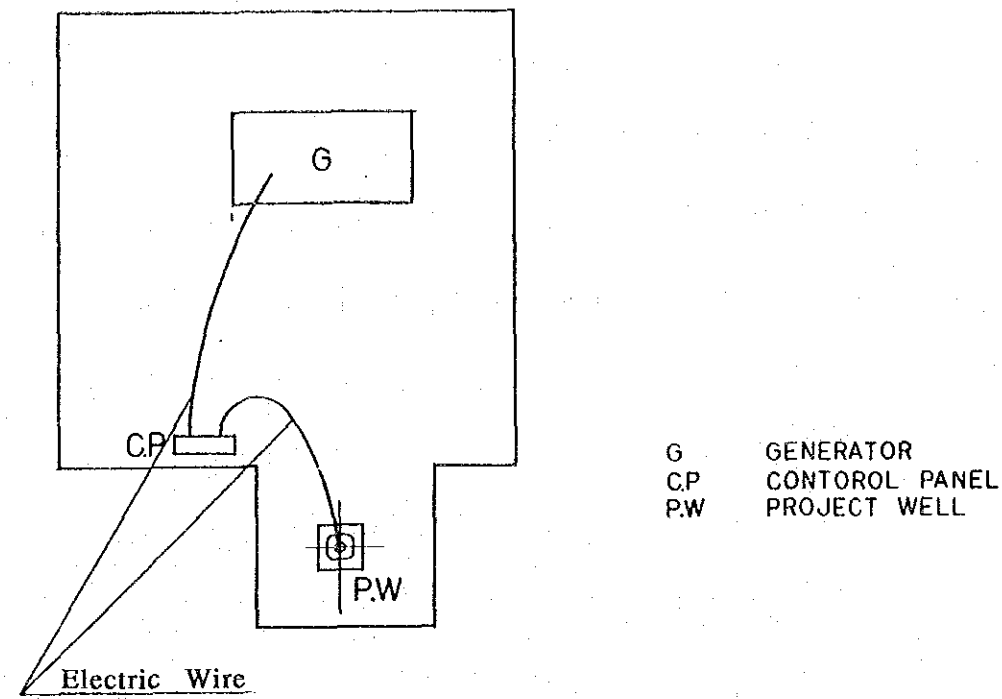 G
C.P
P.W
Electric Wire
G GENERATOR
C.P CONTOROL PANEL
P.W PROJECT WELL